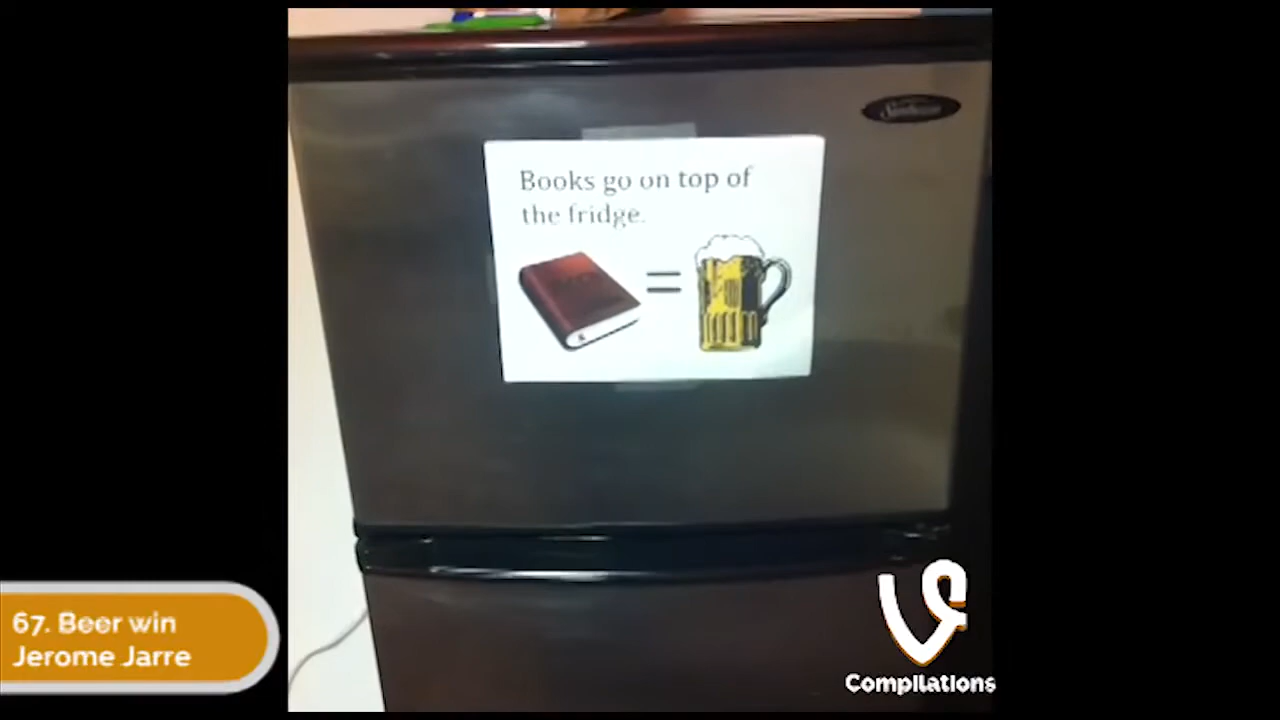 Books go on top of
the fridge.
=
67. Beer win
Jerome Jarre
Compilations